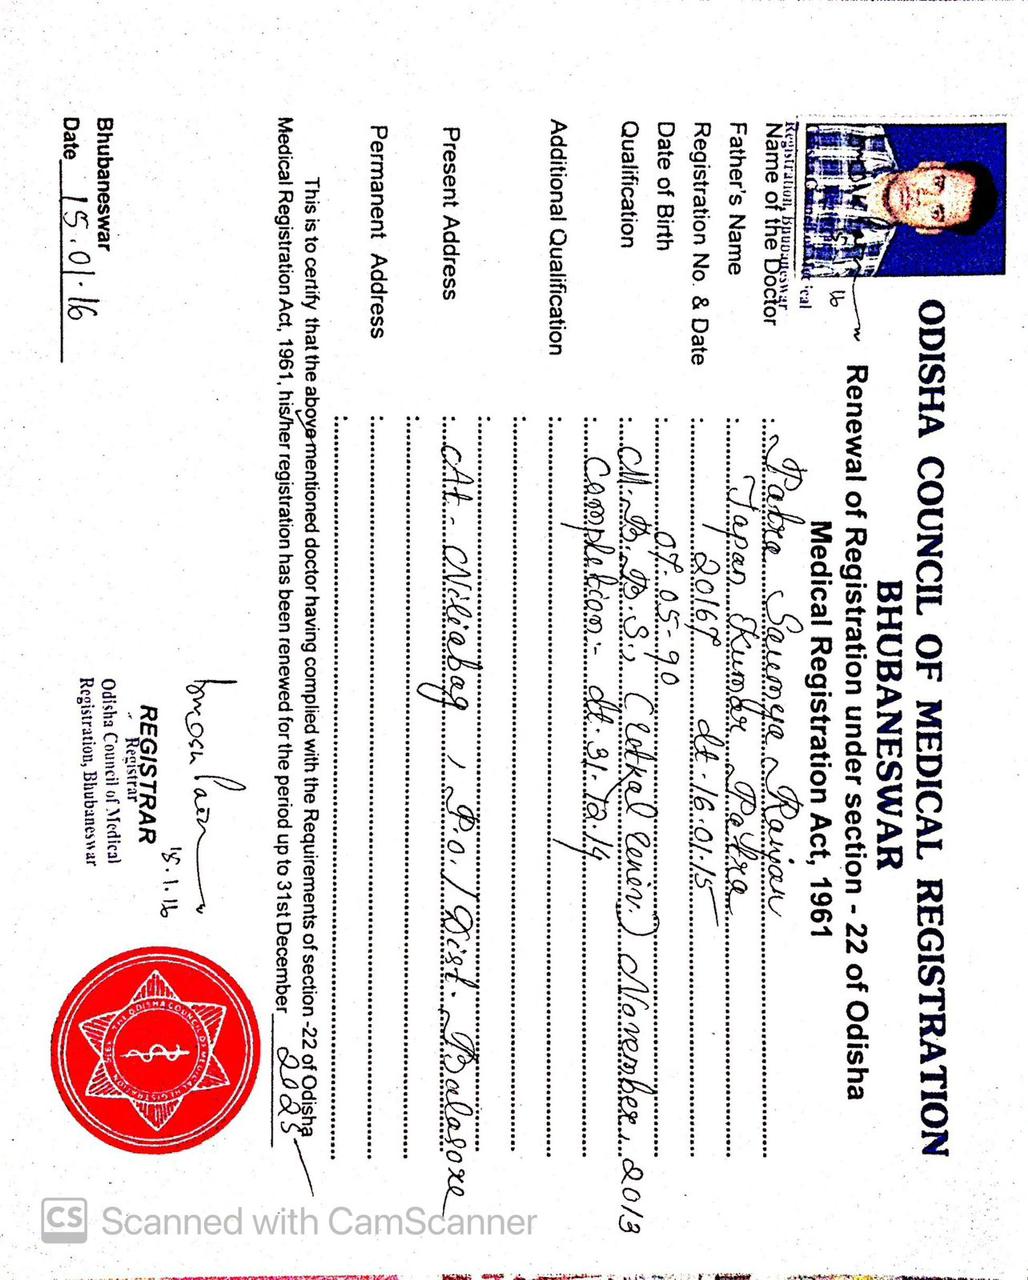 ODISHA COUNCIL OF MEDICAL REGISTRATION
BHUBANESWAR
Renewal of Registration under section - 22 of Odisha
Medical Registration Act, 1961
Registration, Bhubaneswar
Name of the Doctor : Patra Saumya Ranjan
Father's Name : Tapan Kumar Patra
Registration No. & Date : 20169 dt. 16.01.15
Date of Birth : 07.05-90
Qualification : M.B.B.S., (Utkal Univ.) November, 2013
: Completion - dt. 31.12.14
Additional Qualification :
Present Address : At - Niliabag, P.O. / Dist. Balasore
Permanent Address :
This is to certify that the above-mentioned doctor having complied with the Requirements of section -22 of Odisha
Medical Registration Act, 1961, his/her registration has been renewed for the period up to 31st December 2025
15.1.16
REGISTRAR
Registrar
Odisha Council of Medical
Registration, Bhubaneswar
Bhubaneswar
Date 15.01.16
THE ODISHA COUNCIL OF MEDICAL REGISTRATION
CS Scanned with CamScanner